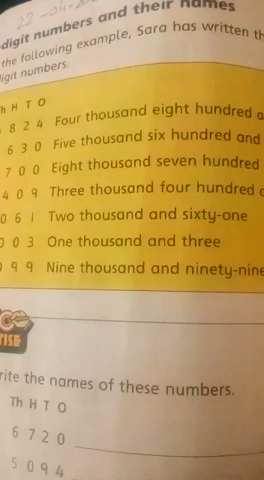 22-04-20
-digit numbers and their names
the following example, Sara has written th
digit numbers.
Th H T O
8 2 4 Four thousand eight hundred a
6 3 0 Five thousand six hundred and
7 0 0 Eight thousand seven hundred
4 0 9 Three thousand four hundred
0 6 1 Two thousand and sixty-one
0 0 3 One thousand and three
9 9 Nine thousand and ninety-nine
rite the names of these numbers.
Th H T O
6 7 2 0
5 0 9 4